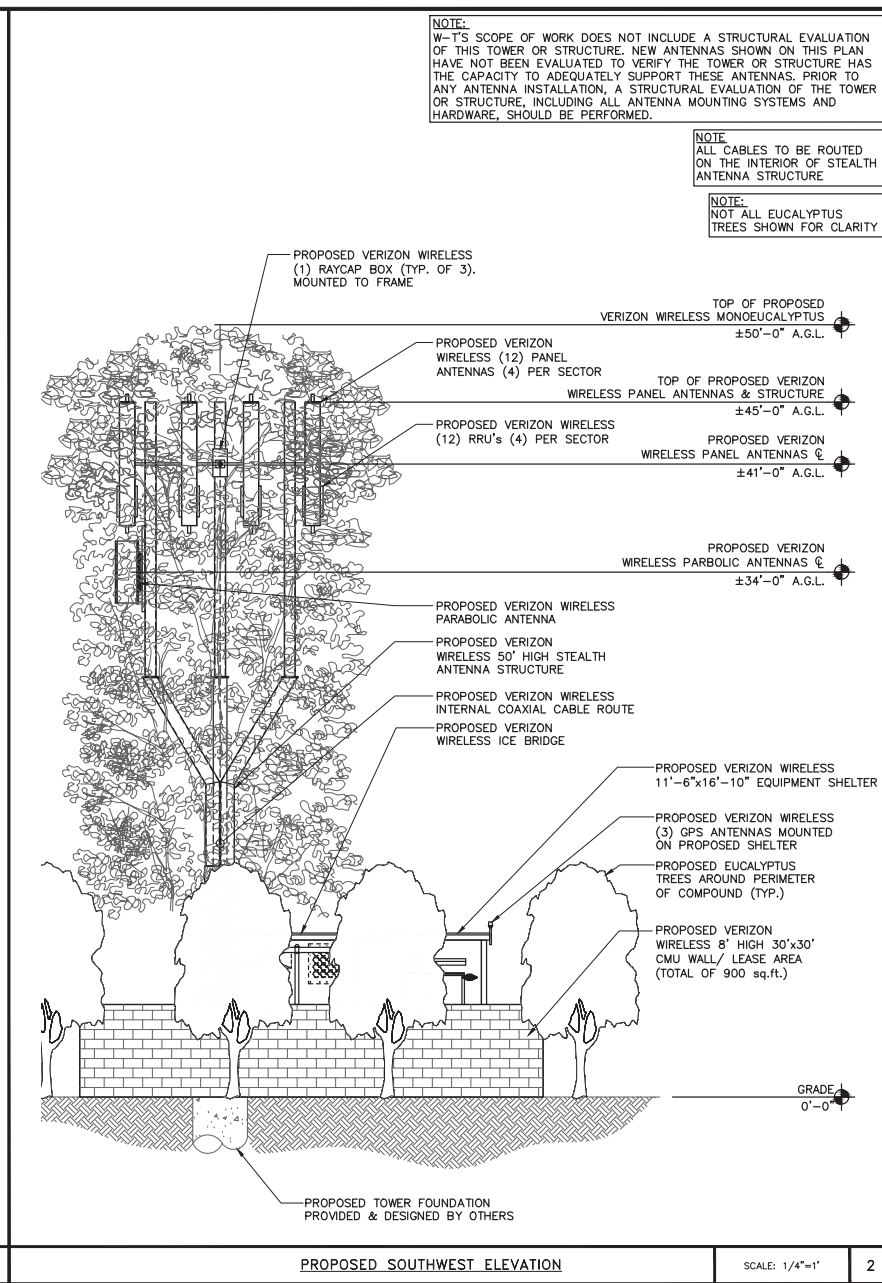 NOTE:
W-T'S SCOPE OF WORK DOES NOT INCLUDE A STRUCTURAL EVALUATION
OF THIS TOWER OR STRUCTURE. NEW ANTENNAS SHOWN ON THIS PLAN
HAVE NOT BEEN EVALUATED TO VERIFY THE TOWER OR STRUCTURE HAS
THE CAPACITY TO ADEQUATELY SUPPORT THESE ANTENNAS. PRIOR TO
ANY ANTENNA INSTALLATION, A STRUCTURAL EVALUATION OF THE TOWER
OR STRUCTURE, INCLUDING ALL ANTENNA MOUNTING SYSTEMS AND
HARDWARE, SHOULD BE PERFORMED.
NOTE
ALL CABLES TO BE ROUTED
ON THE INTERIOR OF STEALTH
ANTENNA STRUCTURE
NOTE:
NOT ALL EUCALYPTUS
TREES SHOWN FOR CLARITY
PROPOSED VERIZON WIRELESS
(1) RAYCAP BOX (TYP. OF 3).
MOUNTED TO FRAME
TOP OF PROPOSED
VERIZON WIRELESS MONOEUCALYPTUS
±50'-0" A.G.L.
PROPOSED VERIZON
WIRELESS (12) PANEL
ANTENNAS (4) PER SECTOR
TOP OF PROPOSED VERIZON
WIRELESS PANEL ANTENNAS & STRUCTURE
±45'-0" A.G.L.
PROPOSED VERIZON WIRELESS
(12) RRU's (4) PER SECTOR
PROPOSED VERIZON
WIRELESS PANEL ANTENNAS ℄
±41'-0" A.G.L.
PROPOSED VERIZON
WIRELESS PARBOLIC ANTENNAS ℄
±34'-0" A.G.L.
PROPOSED VERIZON WIRELESS
PARABOLIC ANTENNA
PROPOSED VERIZON
WIRELESS 50' HIGH STEALTH
ANTENNA STRUCTURE
PROPOSED VERIZON WIRELESS
INTERNAL COAXIAL CABLE ROUTE
PROPOSED VERIZON
WIRELESS ICE BRIDGE
PROPOSED VERIZON WIRELESS
11'-6"x16'-10" EQUIPMENT SHELTER
PROPOSED VERIZON WIRELESS
(3) GPS ANTENNAS MOUNTED
ON PROPOSED SHELTER
PROPOSED EUCALYPTUS
TREES AROUND PERIMETER
OF COMPOUND (TYP.)
PROPOSED VERIZON
WIRELESS 8' HIGH 30'x30'
CMU WALL/ LEASE AREA
(TOTAL OF 900 sq.ft.)
GRADE
0'-0"
PROPOSED TOWER FOUNDATION
PROVIDED & DESIGNED BY OTHERS
PROPOSED SOUTHWEST ELEVATION
SCALE: 1/4"=1'
2